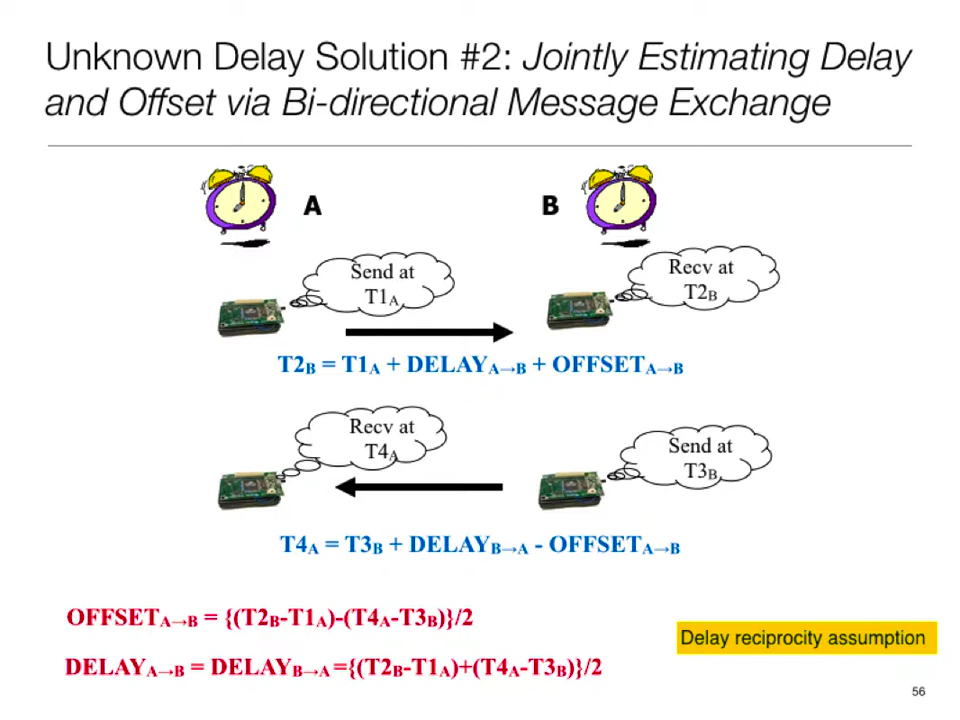 Unknown Delay Solution #2: Jointly Estimating Delay
and Offset via Bi-directional Message Exchange
A
B
Send at
T1A
Recv at
T2B
T2B = T1A + DELAYA→B + OFFSETA→B
Recv at
T4A
Send at
T3B
T4A = T3B + DELAYB→A - OFFSETA→B
OFFSETA→B = {(T2B-T1A)-(T4A-T3B)}/2
Delay reciprocity assumption
DELAYA→B = DELAYB→A ={(T2B-T1A)+(T4A-T3B)}/2
56